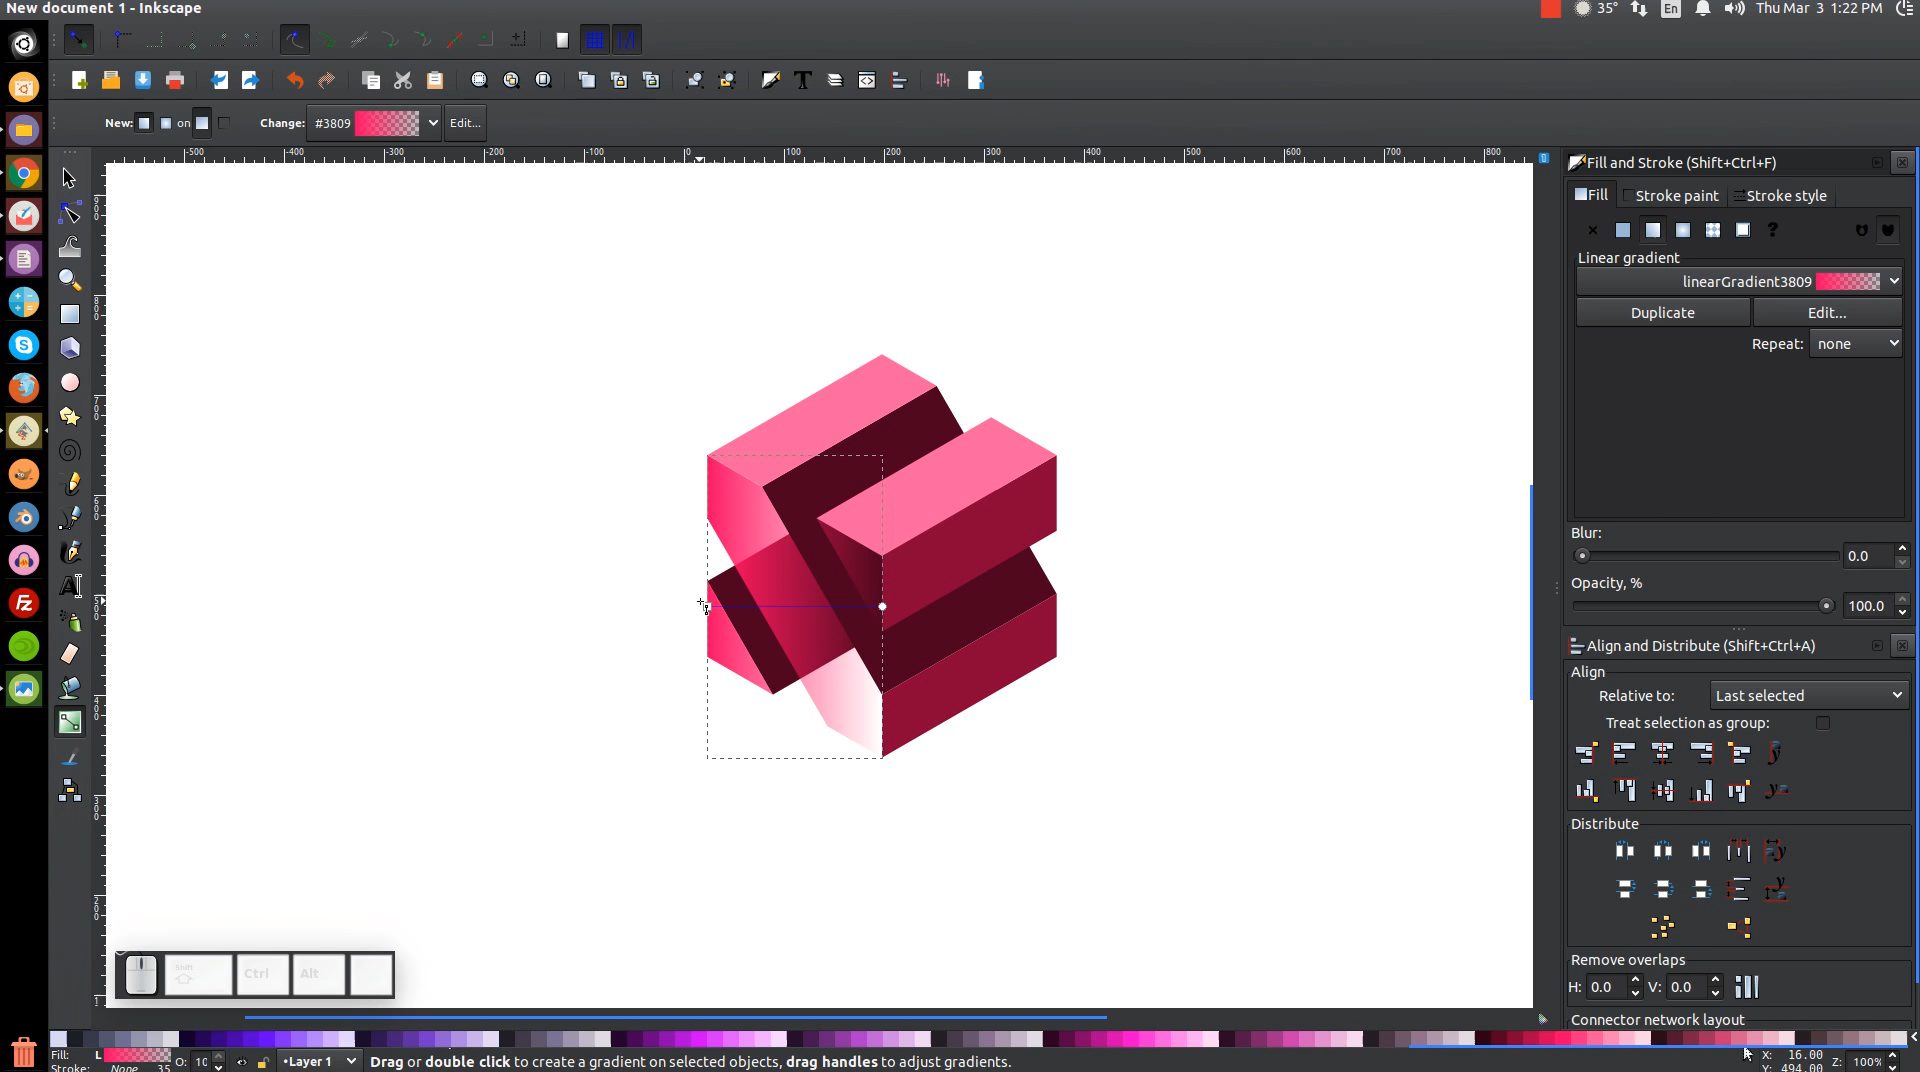 New document 1 - Inkscape
35°
En
Thu Mar 3 1:22 PM
New:
on
Change:
#3809
Edit...
-500 -400 -300 -200 -100 0 100 200 300 400 500 600 700 800
Fill and Stroke (Shift+Ctrl+F)
Fill
Stroke paint
Stroke style
Linear gradient
linearGradient3809
Duplicate
Edit...
Repeat: none
Blur:
0.0
Opacity, %
100.0
Align and Distribute (Shift+Ctrl+A)
Align
Relative to: Last selected
Treat selection as group:
Distribute
Remove overlaps
H: 0.0 V: 0.0
Connector network layout
Shift
Ctrl
Alt
Fill: L
Stroke: None 35
O: 10
•Layer 1
Drag or double click to create a gradient on selected objects, drag handles to adjust gradients.
X: 16.00
Y: 494.00
Z: 100%